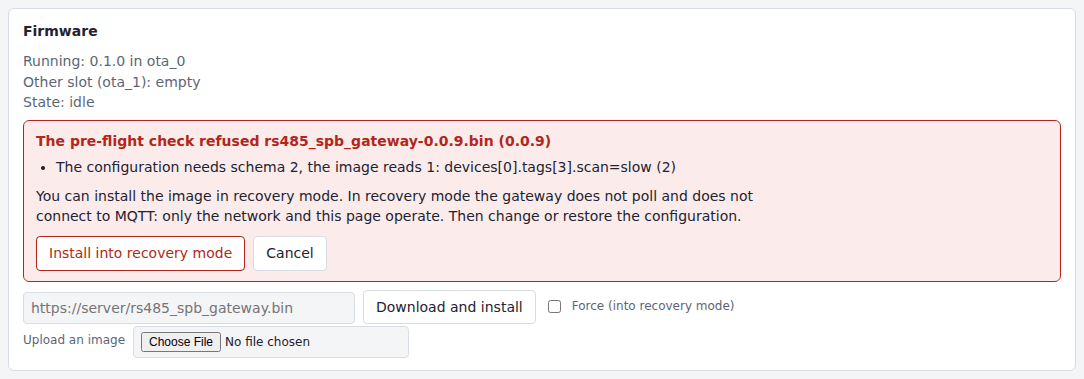 Firmware
Running: 0.1.0 in ota_0
Other slot (ota_1): empty
State: idle
The pre-flight check refused rs485_spb_gateway-0.0.9.bin (0.0.9)
• The configuration needs schema 2, the image reads 1: devices[0].tags[3].scan=slow (2)
You can install the image in recovery mode. In recovery mode the gateway does not poll and does not
connect to MQTT: only the network and this page operate. Then change or restore the configuration.
Install into recovery mode Cancel
https://server/rs485_spb_gateway.bin Download and install Force (into recovery mode)
Upload an image Choose File No file chosen